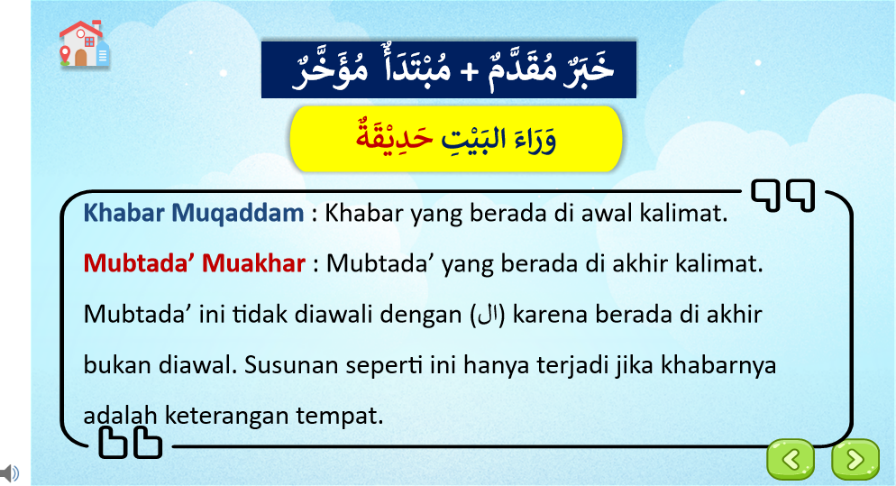 خَبَرٌ مُقَدَّمٌ + مُبْتَدَأٌ مُؤَخَّرٌ
وَرَاءَ البَيْتِ حَدِيْقَةٌ
Khabar Muqaddam : Khabar yang berada di awal kalimat.
Mubtada’ Muakhar : Mubtada’ yang berada di akhir kalimat.
Mubtada’ ini tidak diawali dengan (ال) karena berada di akhir
bukan diawal. Susunan seperti ini hanya terjadi jika khabarnya
adalah keterangan tempat.